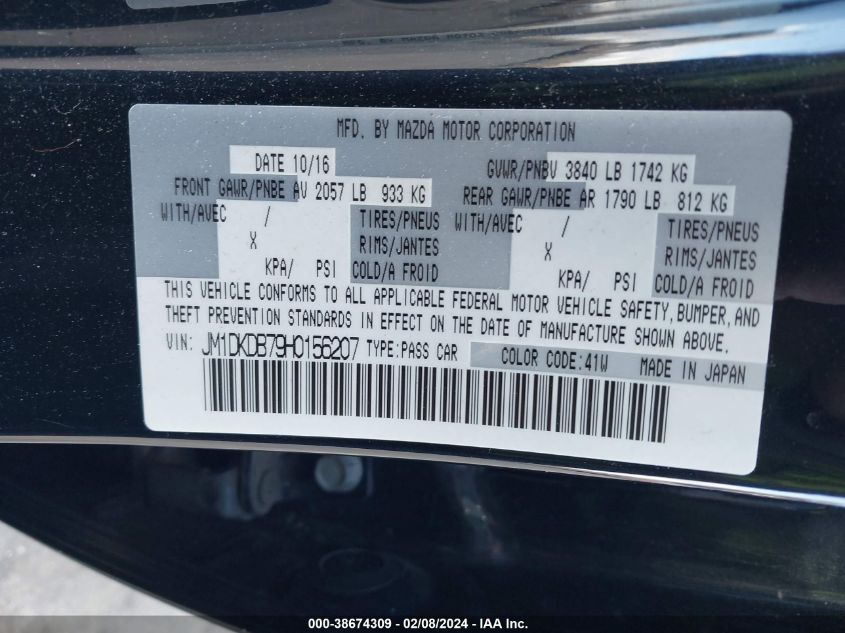 MFD. BY MAZDA MOTOR CORPORATION
DATE 10/16 GVWR/PNBV 3840 LB 1742 KG
FRONT GAWR/PNBE AV 2057 LB 933 KG REAR GAWR/PNBE AR 1790 LB 812 KG
WITH/AVEC / TIRES/PNEUS WITH/AVEC / TIRES/PNEUS
X RIMS/JANTES X RIMS/JANTES
KPA/ PSI COLD/A FROID KPA/ PSI COLD/A FROID
THIS VEHICLE CONFORMS TO ALL APPLICABLE FEDERAL MOTOR VEHICLE SAFETY, BUMPER, AND
THEFT PREVENTION STANDARDS IN EFFECT ON THE DATE OF MANUFACTURE SHOWN ABOVE.
VIN: JM1DKDB79H0156207 TYPE:PASS CAR COLOR CODE:41W MADE IN JAPAN
000-38674309 - 02/08/2024 - IAA Inc.